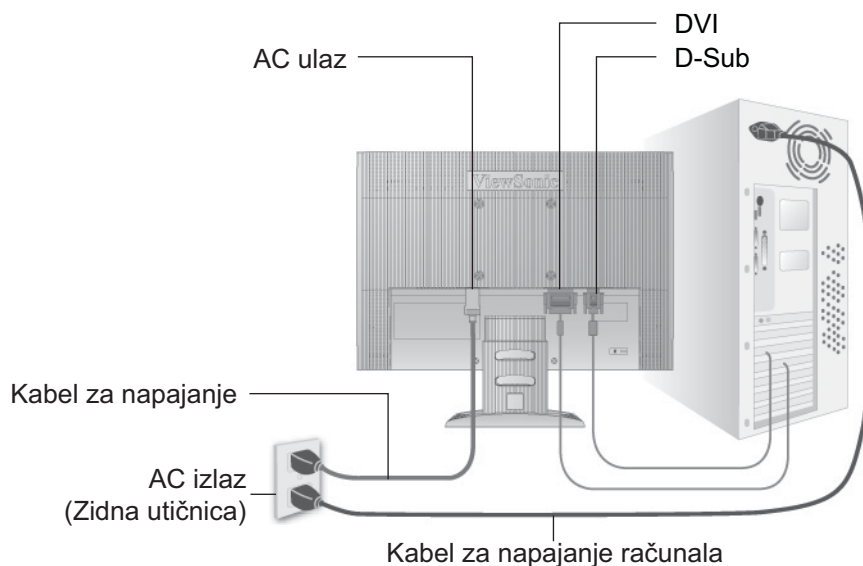 DVI
AC ulaz
D-Sub
ViewSonic
Kabel za napajanje
AC izlaz
(Zidna utičnica)
Kabel za napajanje računala